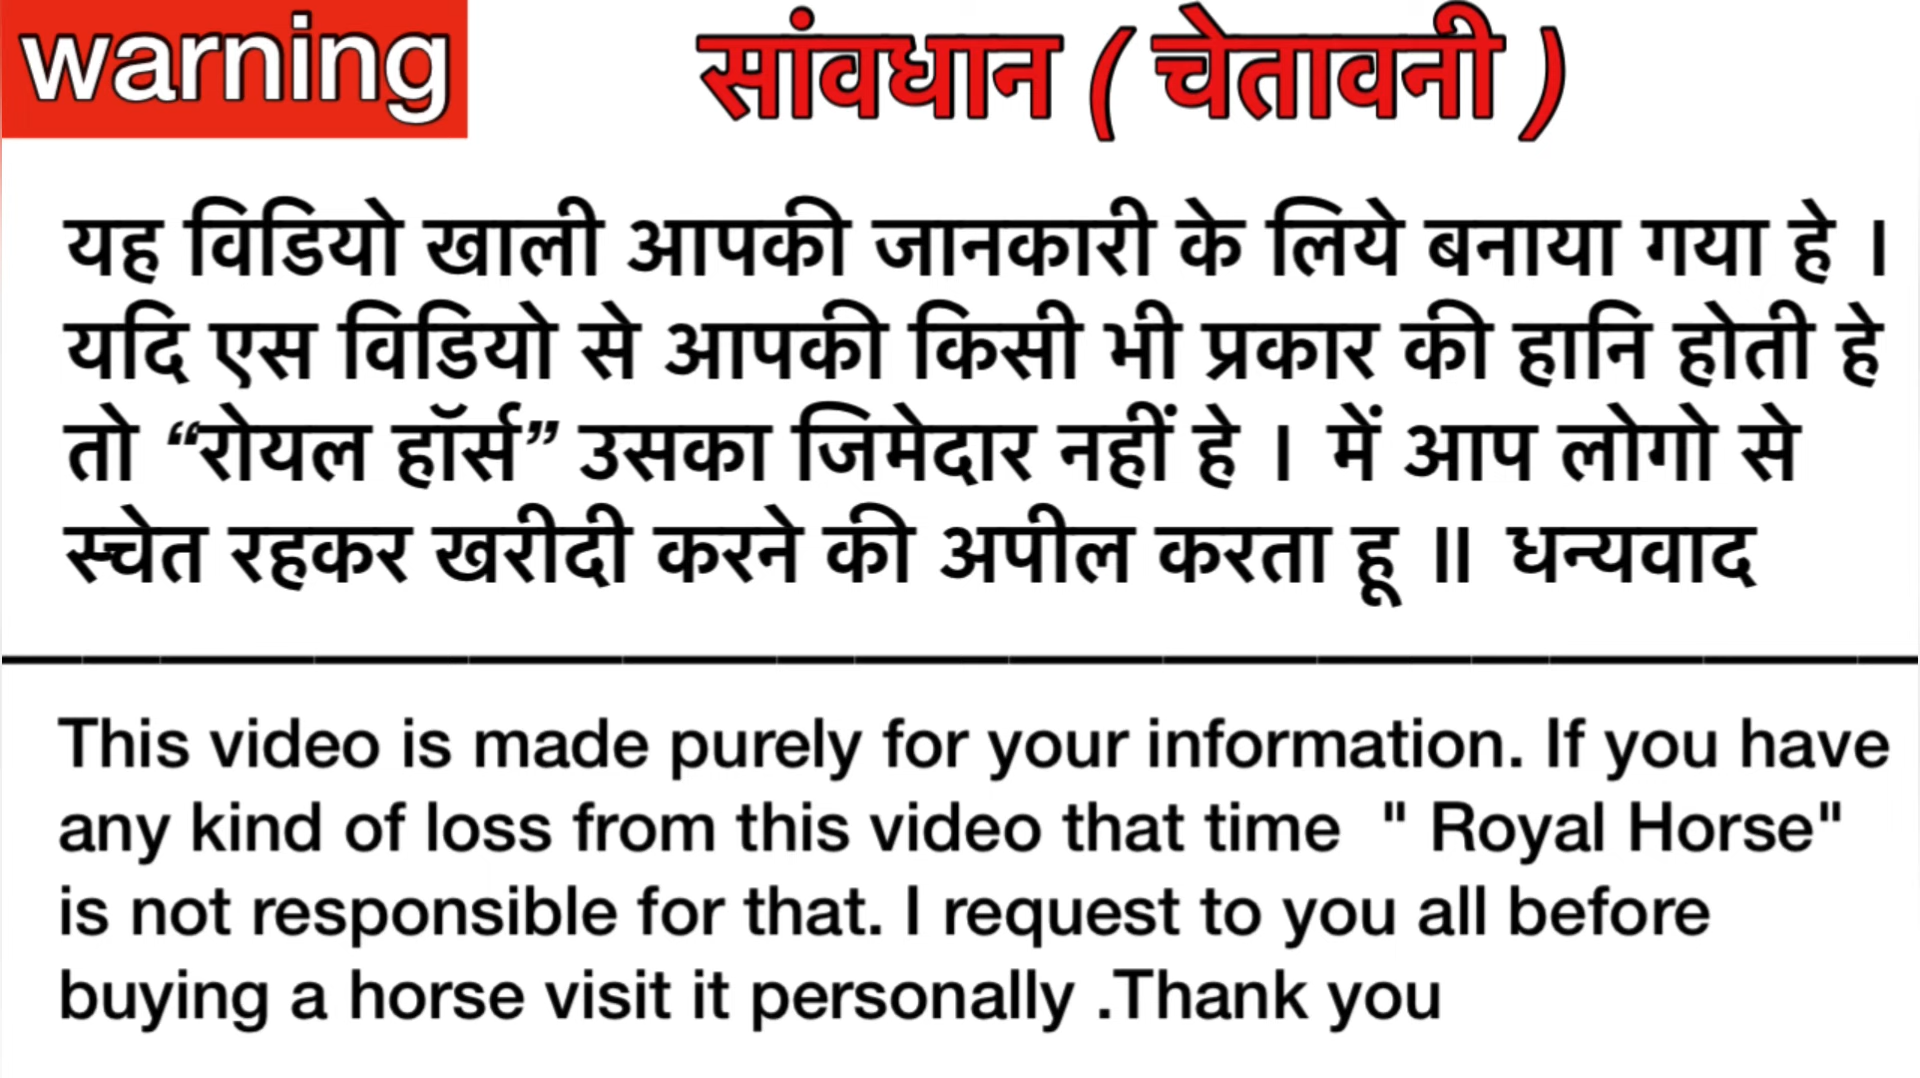 warning
सांवधान ( चेतावनी )
यह विडियो खाली आपकी जानकारी के लिये बनाया गया हे ।
यदि एस विडियो से आपकी किसी भी प्रकार की हानि होती हे
तो “रोयल हॉर्स” उसका जिमेदार नहीं हे । में आप लोगो से
स्चेत रहकर खरीदी करने की अपील करता हू ॥ धन्यवाद
This video is made purely for your information. If you have
any kind of loss from this video that time  " Royal Horse"
is not responsible for that. I request to you all before
buying a horse visit it personally .Thank you